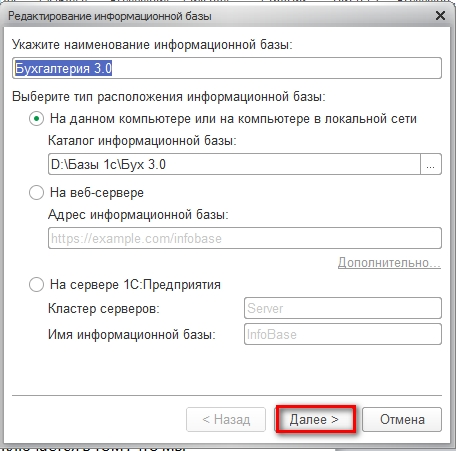 Редактирование информационной базы
Укажите наименование информационной базы:
Бухгалтерия 3.0
Выберите тип расположения информационной базы:
На данном компьютере или на компьютере в локальной сети
Каталог информационной базы:
D:\Базы 1с\Бух 3.0 ...
На веб-сервере
Адрес информационной базы:
https://example.com/infobase
Дополнительно...
На сервере 1С:Предприятия
Кластер серверов: Server
Имя информационной базы: InfoBase
< Назад Далее > Отмена